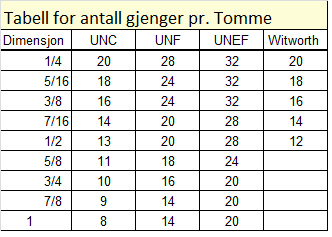 Tabell for antall gjenger pr. Tomme
Dimensjon UNC UNF UNEF Witworth
1/4 20 28 32 20
5/16 18 24 32 18
3/8 16 24 32 16
7/16 14 20 28 14
1/2 13 20 28 12
5/8 11 18 24
3/4 10 16 20
7/8 9 14 20
1 8 14 20